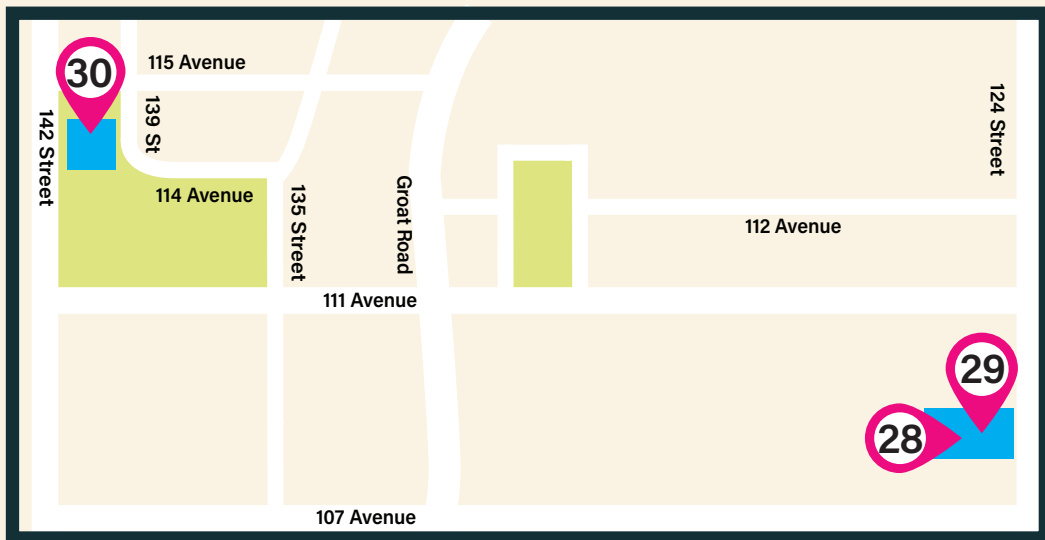 30
115 Avenue
139 St
142 Street
124 Street
114 Avenue
135 Street
Groat Road
112 Avenue
111 Avenue
29
28
107 Avenue